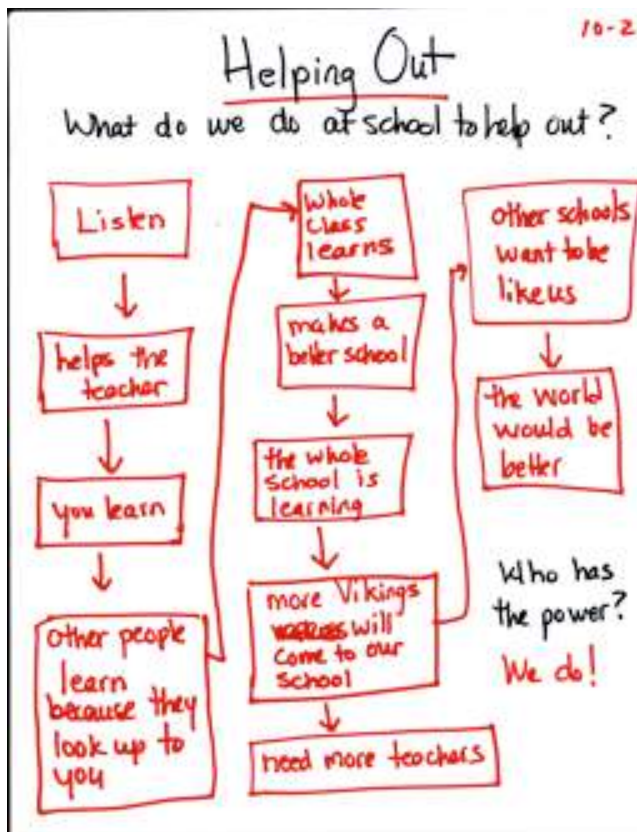 10-2
Helping Out
What do we do at school to help out?
Listen
helps the
teacher
you learn
other people
learn
because they
look up to
you
Whole
class
learns
makes a
better school
the whole
school is
learning
more Vikings
will
come to our
school
need more teachers
other schools
want to be
like us
the world
would be
better
Who has
the power?
We do!